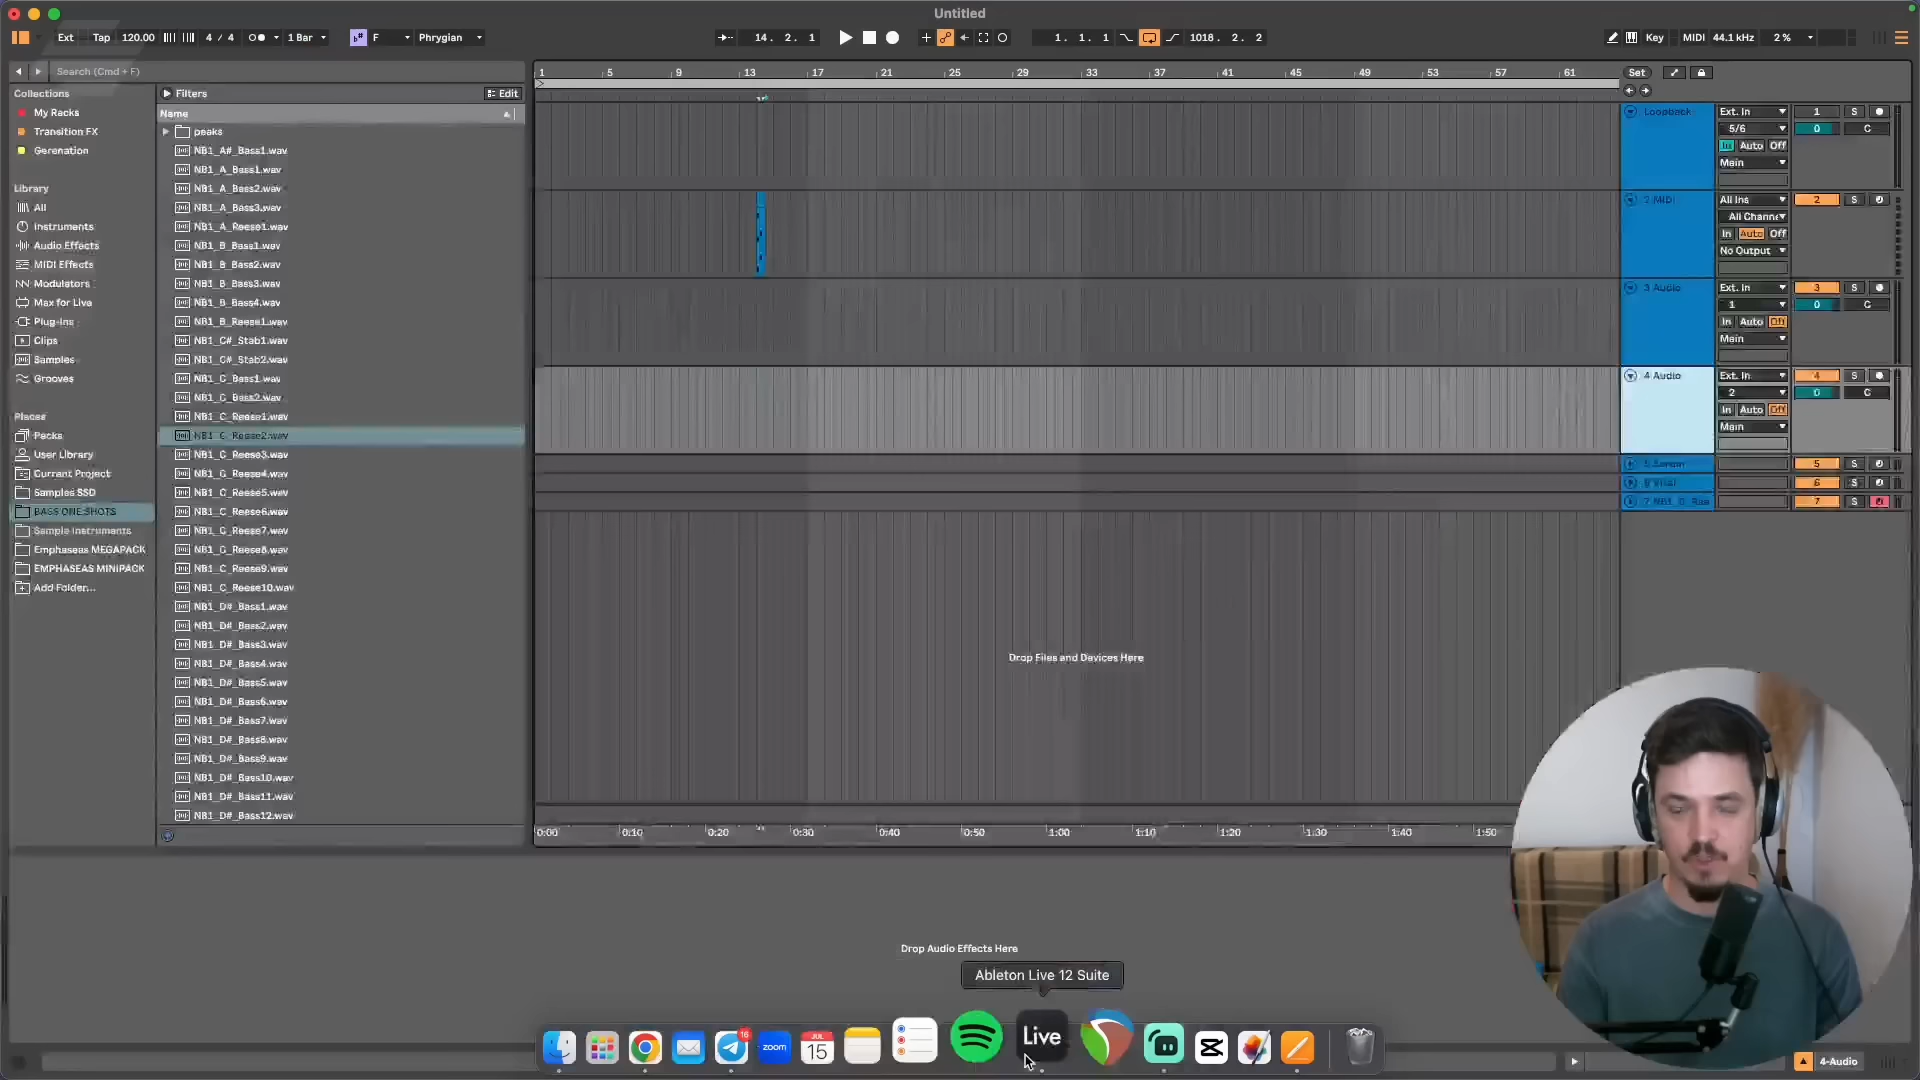 Untitled
Ext Tap 120.00 4 / 4 1 Bar F Phrygian 14. 2. 1 1. 1. 1 1018. 2. 2 Key MIDI 44.1 kHz 2 %
Search (Cmd + F)
Collections
My Racks
Transition FX
Gerenation
Library
All
Instruments
Audio Effects
MIDI Effects
Modulators
Max for Live
Plug-Ins
Clips
Samples
Grooves
Places
Packs
User Library
Current Project
Samples SSD
BASS ONE SHOTS
Sample Instruments
Emphaseas MEGAPACK
EMPHASEAS MINIPACK
Add Folder...
Filters Edit
Name
peaks
NB1_A#_Bass1.wav
NB1_A_Bass1.wav
NB1_A_Bass2.wav
NB1_A_Bass3.wav
NB1_A_Reese1.wav
NB1_B_Bass1.wav
NB1_B_Bass2.wav
NB1_B_Bass3.wav
NB1_B_Bass4.wav
NB1_B_Reese1.wav
NB1_C#_Stab1.wav
NB1_C#_Stab2.wav
NB1_C_Bass1.wav
NB1_C_Bass2.wav
NB1_C_Reese1.wav
NB1_C_Reese2.wav
NB1_C_Reese3.wav
NB1_C_Reese4.wav
NB1_C_Reese5.wav
NB1_C_Reese6.wav
NB1_C_Reese7.wav
NB1_C_Reese8.wav
NB1_C_Reese9.wav
NB1_C_Reese10.wav
NB1_D#_Bass1.wav
NB1_D#_Bass2.wav
NB1_D#_Bass3.wav
NB1_D#_Bass4.wav
NB1_D#_Bass5.wav
NB1_D#_Bass6.wav
NB1_D#_Bass7.wav
NB1_D#_Bass8.wav
NB1_D#_Bass9.wav
NB1_D#_Bass10.wav
NB1_D#_Bass11.wav
NB1_D#_Bass12.wav
1 5 9 13 17 21 25 29 33 37 41 45 49 53 57 61 Set
Loopback Ext. In 1 S
5/6 0 C
In Auto Off
Main
2 MIDI All Ins 2 S
All Channe
In Auto Off
No Output
3 Audio Ext. In 3 S
1 0 C
In Auto Off
Main
4 Audio Ext. In 4 S
2 0 C
In Auto Off
Main
5 S
6 S
7 S
Drop Files and Devices Here
0:00 0:10 0:20 0:30 0:40 0:50 1:00 1:10 1:20 1:30 1:40 1:50
Drop Audio Effects Here
Ableton Live 12 Suite
16
zoom
JUL
15
Live
4-Audio